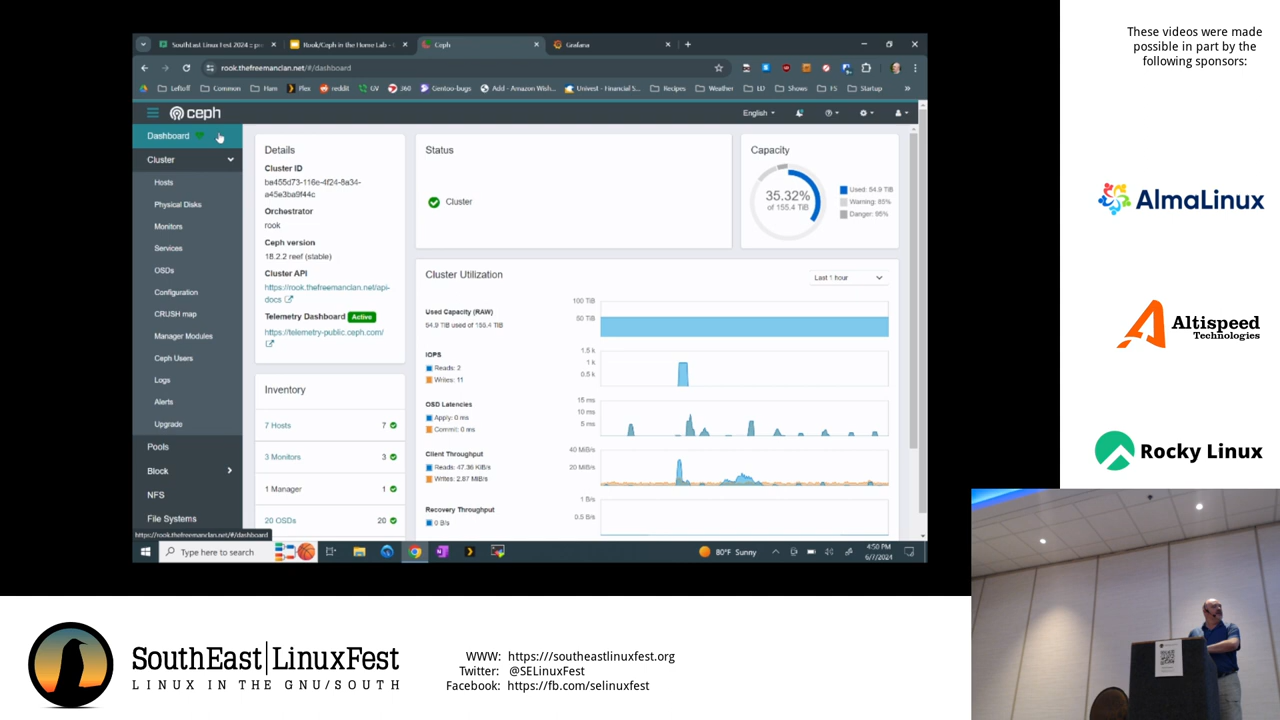 SouthEast Linux Fest 2024 :: p
Rook/Ceph in the Home Lab -
Ceph
Grafana
rook.thefreemanclan.net/#/dashboard
Leftoff
Common
Ham
Plex
reddit
GV
360
Gentoo-bugs
Add - Amazon Wish...
Univest - Financial S...
Recipes
Weather
LD
Shows
FS
Startup
ceph
English
Dashboard
Cluster
Hosts
Physical Disks
Monitors
Services
OSDs
Configuration
CRUSH map
Manager Modules
Ceph Users
Logs
Alerts
Upgrade
Pools
Block
NFS
File Systems
https://rook.thefreemanclan.net/#/dashboard
Details
Cluster ID
ba455d73-116e-4f24-8a34-
a45e3ba9f44c
Orchestrator
rook
Ceph version
18.2.2 reef (stable)
Cluster API
https://rook.thefreemanclan.net/api-
docs
Telemetry Dashboard Active
https://telemetry-public.ceph.com/
Inventory
7 Hosts 7
3 Monitors 3
1 Manager 1
20 OSDs 20
Status
Cluster
Capacity
35.32%
of 155.4 TiB
Used: 54.9 TiB
Warning: 85%
Danger: 95%
Cluster Utilization
Last 1 hour
Used Capacity (RAW)
54.9 TiB used of 155.4 TiB
100 TiB
50 TiB
IOPS
Reads: 2
Writes: 11
1.5 k
1 k
0.5 k
OSD Latencies
Apply: 0 ms
Commit: 0 ms
15 ms
10 ms
5 ms
Client Throughput
Reads: 47.36 KiB/s
Writes: 2.87 MiB/s
40 MiB/s
20 MiB/s
Recovery Throughput
0 B/s
1 B/s
0.5 B/s
Type here to search
80°F Sunny
4:50 PM
6/7/2024
These videos were made
possible in part by the
following sponsors:
AlmaLinux
Altispeed
Technologies
Rocky Linux
SouthEast LinuxFest
LINUX IN THE GNU/SOUTH
WWW: https:///southeastlinuxfest.org
Twitter: @SELinuxFest
Facebook: https://fb.com/selinuxfest